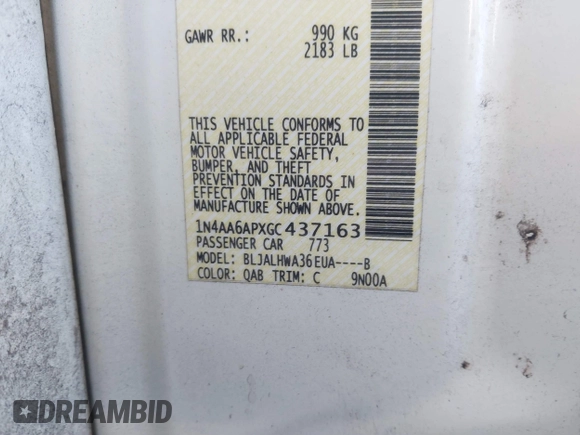 GAWR RR.: 990 KG
2183 LB
THIS VEHICLE CONFORMS TO
ALL APPLICABLE FEDERAL
MOTOR VEHICLE SAFETY,
BUMPER, AND THEFT
PREVENTION STANDARDS IN
EFFECT ON THE DATE OF
MANUFACTURE SHOWN ABOVE.
1N4AA6APXGC437163
PASSENGER CAR 773
MODEL: BLJALHWA36EUA----B
COLOR: QAB TRIM: C 9N00A
DREAMBID